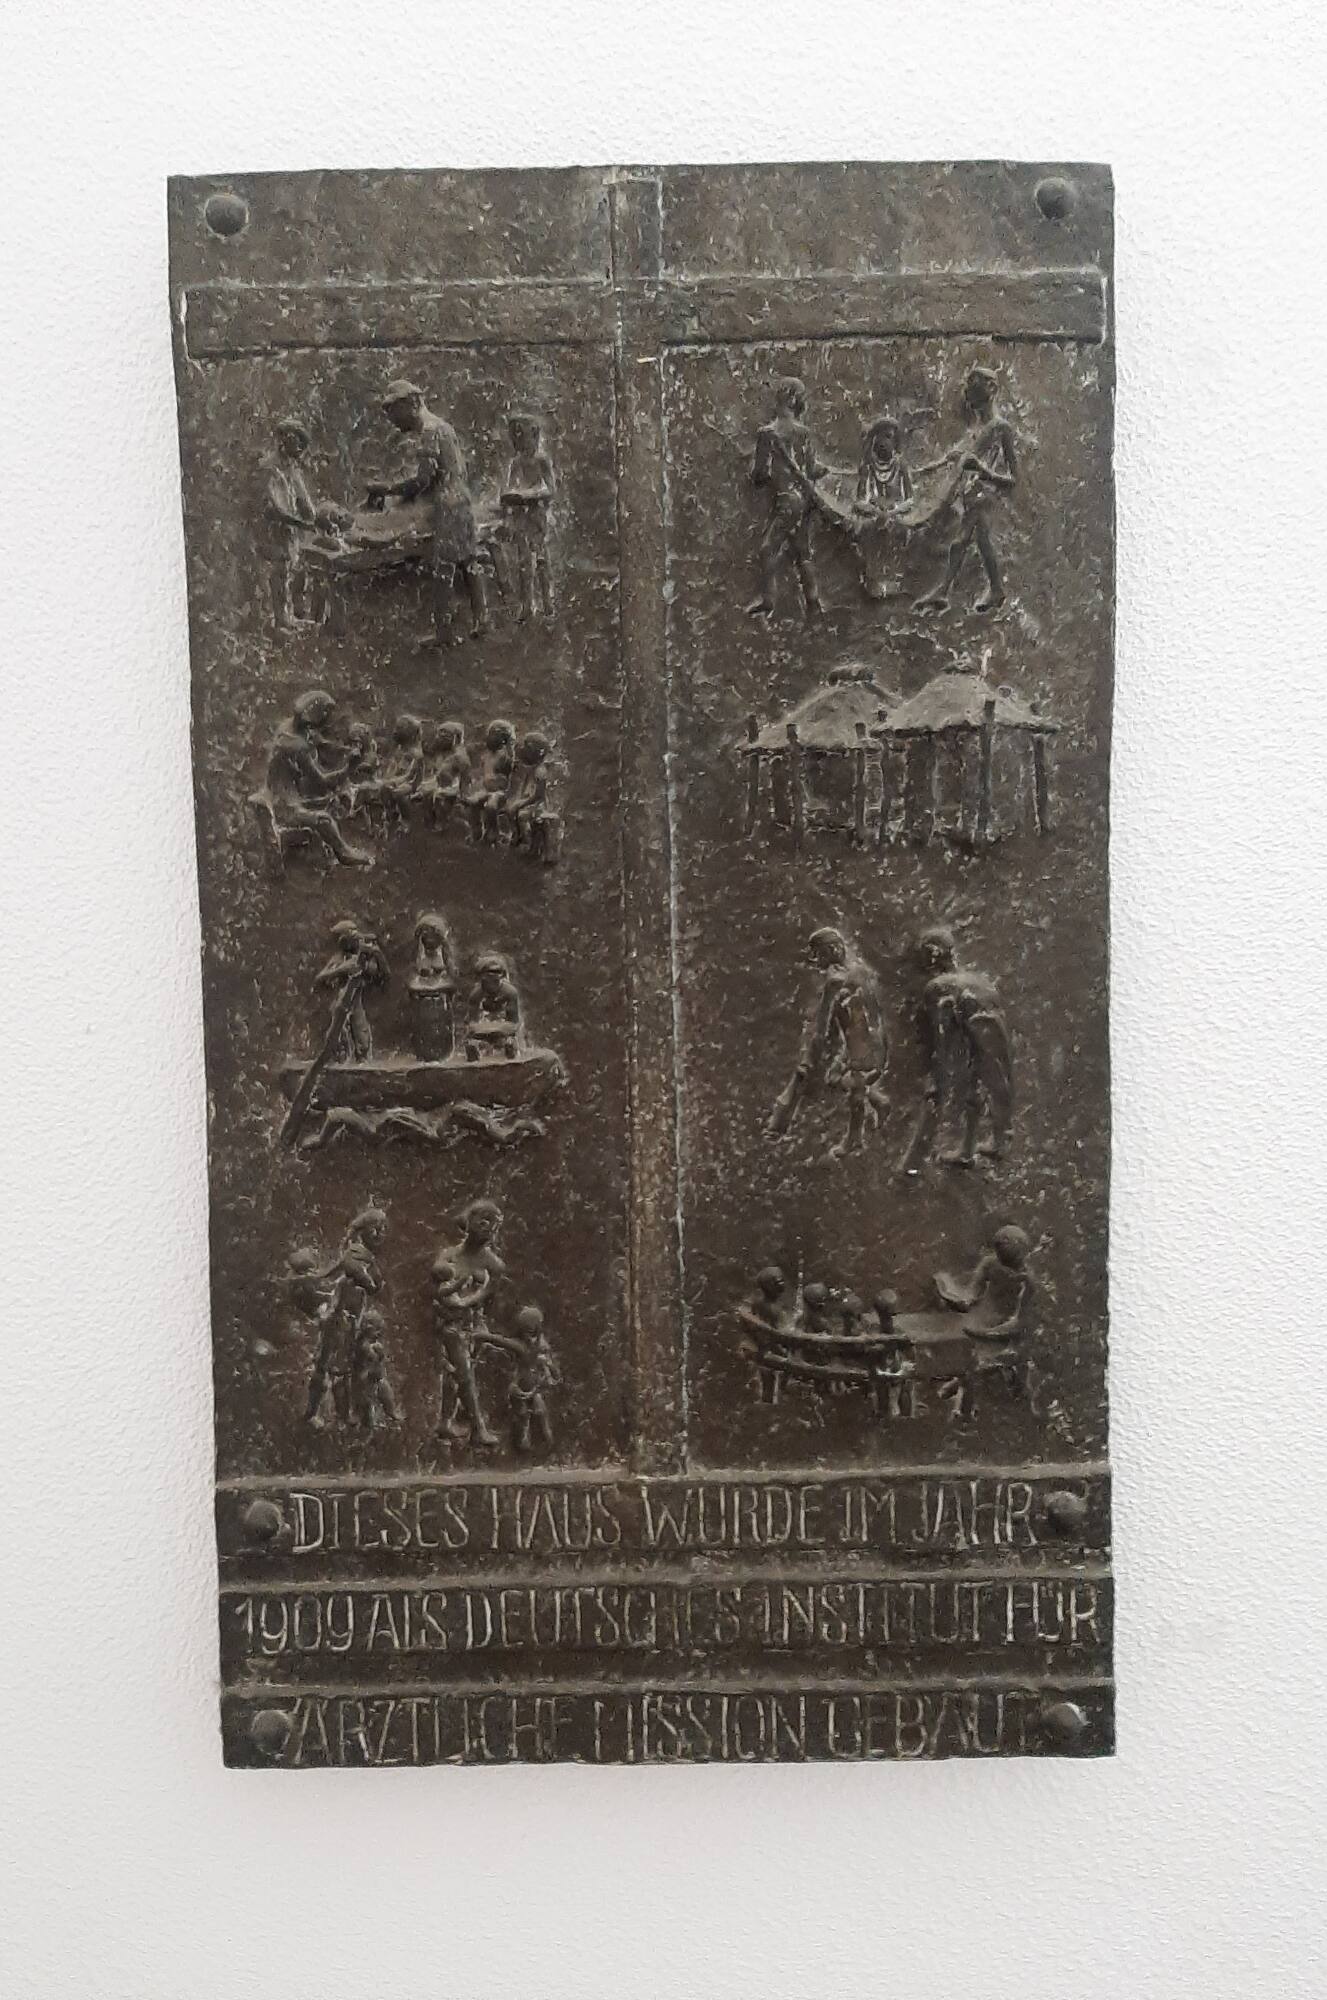 DIESES HAUS WURDE IM JAHR
1909 ALS DEUTSCHES INSTITUT FÜR
ÄRZTLICHE MISSION GEBAUT